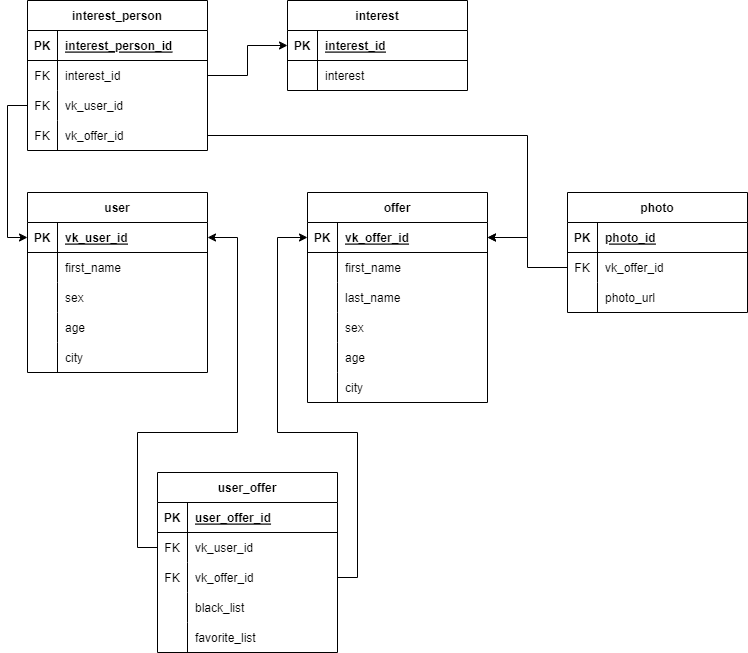 interest_person
PK interest_person_id
FK interest_id
FK vk_user_id
FK vk_offer_id
interest
PK interest_id
interest
user
PK vk_user_id
first_name
sex
age
city
offer
PK vk_offer_id
first_name
last_name
sex
age
city
photo
PK photo_id
FK vk_offer_id
photo_url
user_offer
PK user_offer_id
FK vk_user_id
FK vk_offer_id
black_list
favorite_list